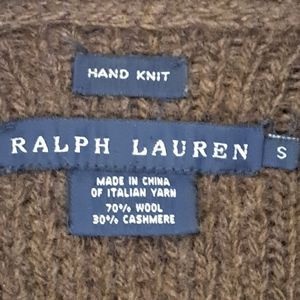 HAND KNIT
RALPH LAUREN S
MADE IN CHINA
OF ITALIAN YARN
70% WOOL
30% CASHMERE